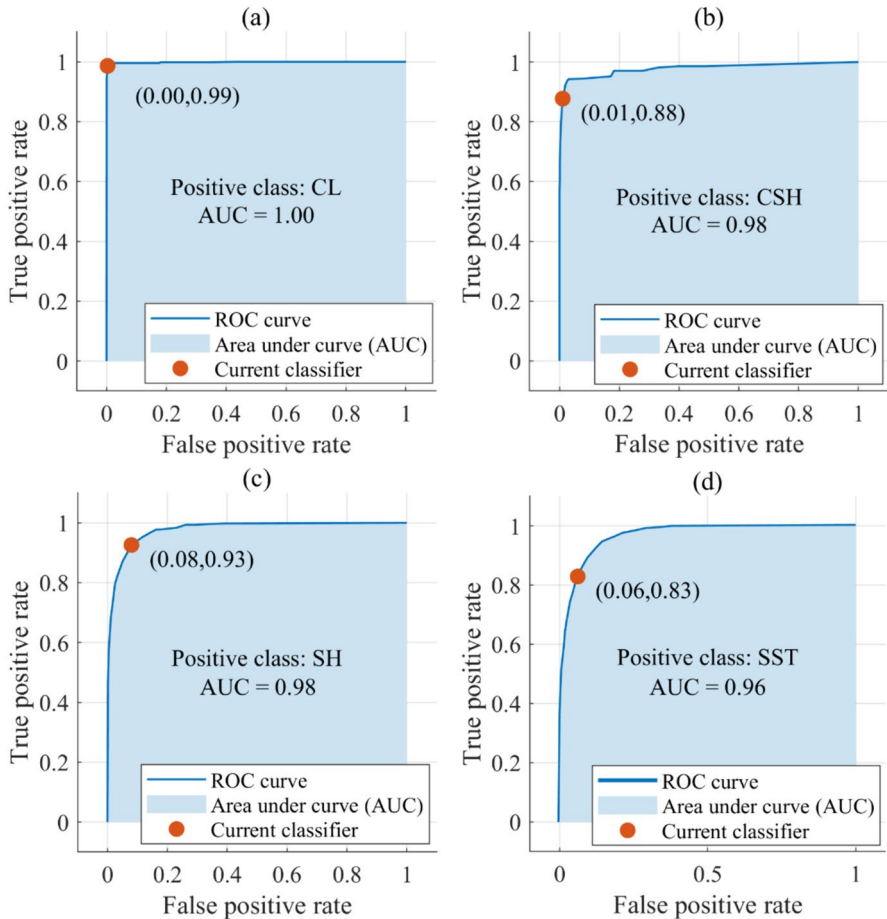 (a)
True positive rate
1
0.8
0.6
0.4
0.2
0
(0.00,0.99)
Positive class: CL
AUC = 1.00
ROC curve
Area under curve (AUC)
Current classifier
0 0.2 0.4 0.6 0.8 1
False positive rate
(b)
True positive rate
1
0.8
0.6
0.4
0.2
0
(0.01,0.88)
Positive class: CSH
AUC = 0.98
ROC curve
Area under curve (AUC)
Current classifier
0 0.2 0.4 0.6 0.8 1
False positive rate
(c)
True positive rate
1
0.8
0.6
0.4
0.2
0
(0.08,0.93)
Positive class: SH
AUC = 0.98
ROC curve
Area under curve (AUC)
Current classifier
0 0.2 0.4 0.6 0.8 1
False positive rate
(d)
True positive rate
1
0.8
0.6
0.4
0.2
0
(0.06,0.83)
Positive class: SST
AUC = 0.96
ROC curve
Area under curve (AUC)
Current classifier
0 0.5 1
False positive rate